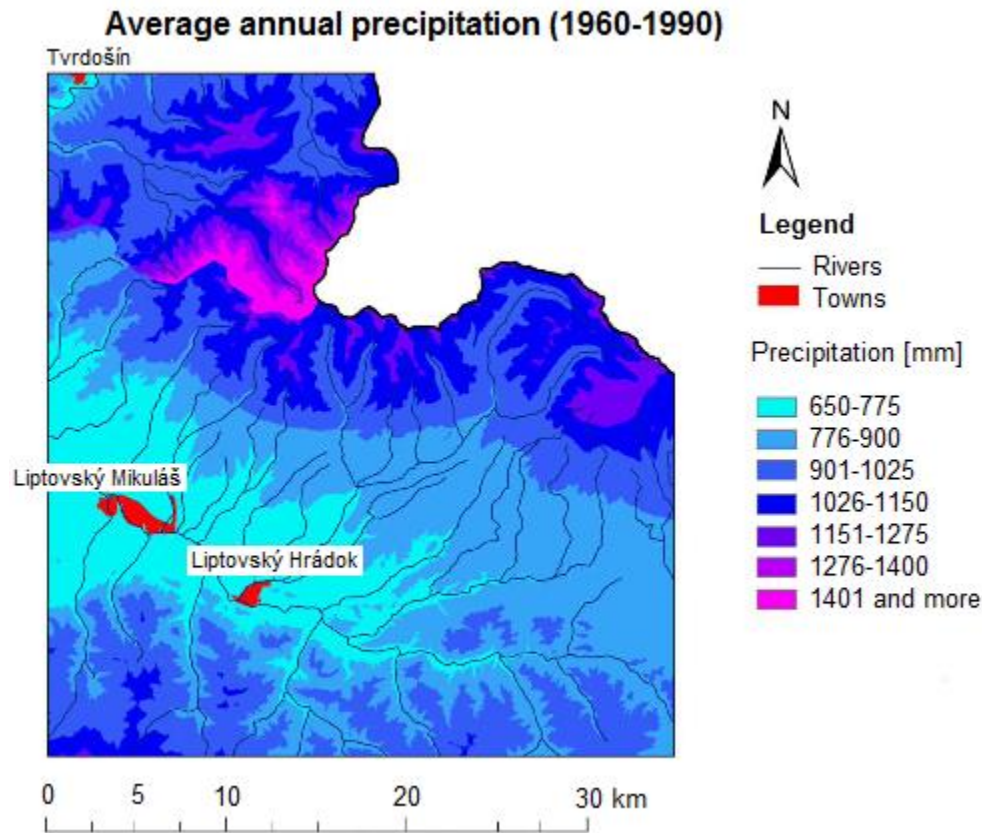 Average annual precipitation (1960-1990)
Tvrdošín
N
Legend
Rivers
Towns
Precipitation [mm]
650-775
776-900
901-1025
1026-1150
1151-1275
1276-1400
1401 and more
Liptovský Mikuláš
Liptovský Hrádok
0 5 10 20 30 km